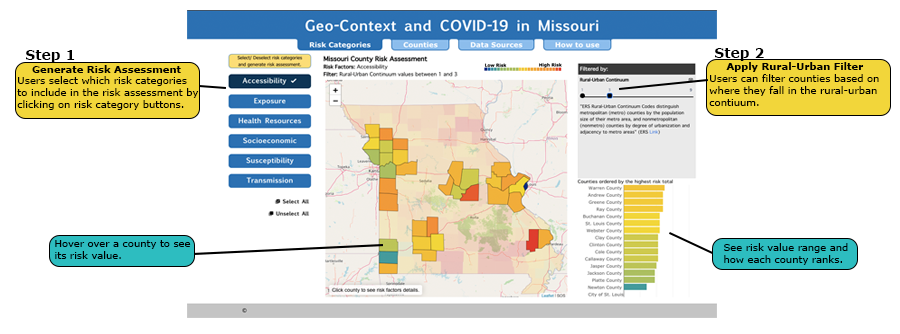 Geo-Context and COVID-19 in Missouri
Risk Categories
Counties
Data Sources
How to use
Step 1
Generate Risk Assessment
Users select which risk categories
to include in the risk assessment by
clicking on risk category buttons.
Select/ Deselect risk categories
and generate risk assessment.
Accessibility ✔
Exposure
Health Resources
Socioeconomic
Susceptibility
Transmission
Select All
Unselect All
Missouri County Risk Assessment
Risk Factors: Accessibility
Filter: Rural-Urban Continuum values between 1 and 3
Low Risk
High Risk
+
−
Click county to see risk factors details.
Leaflet
Step 2
Apply Rural-Urban Filter
Users can filter counties based on
where they fall in the rural-urban
contiuum.
Filtered by:
Rural-Urban Continuum
"ERS Rural-Urban Continuum Codes distinguish
metropolitan (metro) counties by the population
size of their metro area, and nonmetropolitan
(nonmetro) counties by degree of urbanization and
adjacency to metro areas" (ERS Link)
Counties ordered by the highest risk total
Warren County
Andrew County
Greene County
Ray County
Buchanan County
St. Louis County
Webster County
Clay County
Clinton County
Cole County
Callaway County
Jasper County
Jackson County
Platte County
Newton County
City of St. Louis
Hover over a county to see
its risk value.
See risk value range and
how each county ranks.
©